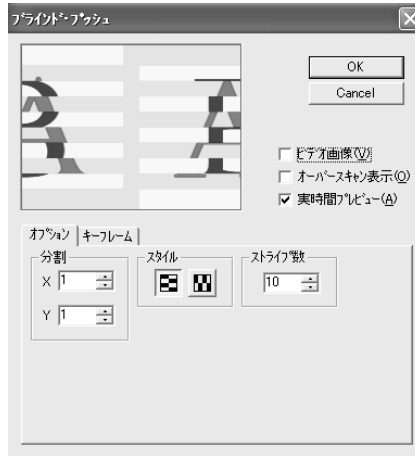 ﾌﾞﾗｲﾝﾄﾞ･ﾌﾟｯｼｭ
OK
Cancel
ﾋﾞﾃﾞｵ画像(V)
ｵｰﾊﾞｰｽｷｬﾝ表示(O)
実時間ﾌﾟﾚﾋﾞｭｰ(A)
ｵﾌﾟｼｮﾝ ｷｰﾌﾚｰﾑ
分割 ｽﾀｲﾙ ｽﾄﾗｲﾌﾟ数
X 1 10
Y 1